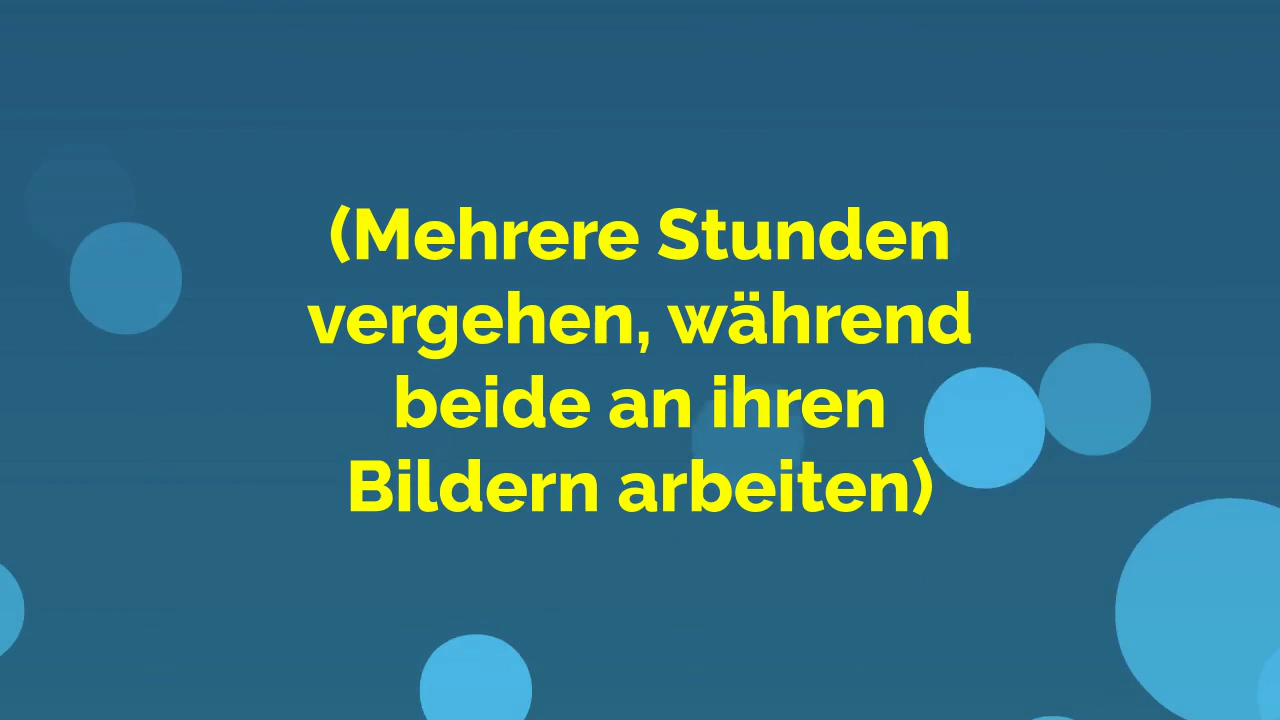 (Mehrere Stunden
vergehen, während
beide an ihren
Bildern arbeiten)